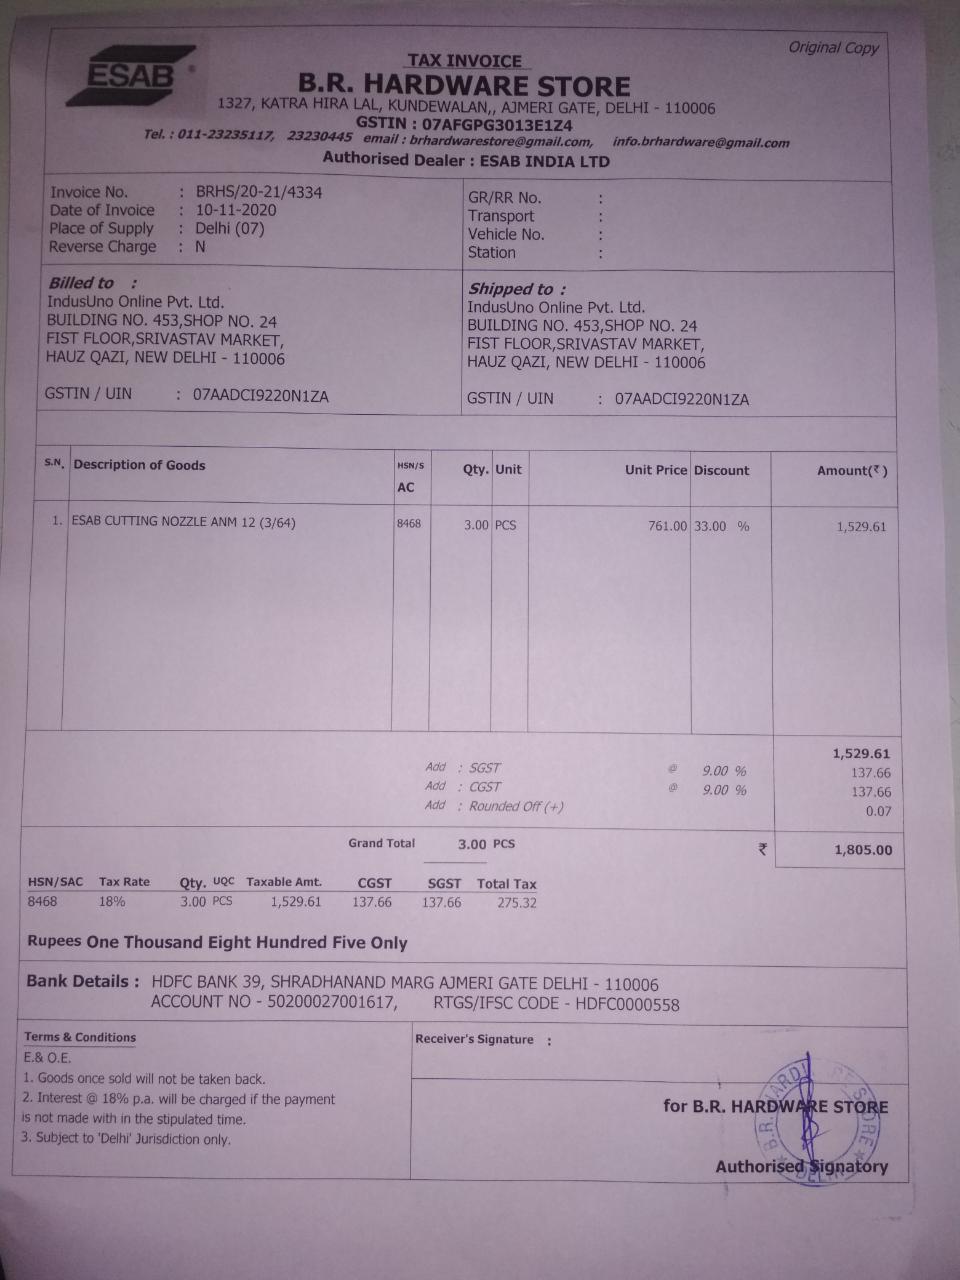 Original Copy
ESAB
TAX INVOICE
B.R. HARDWARE STORE
1327, KATRA HIRA LAL, KUNDEWALAN,, AJMERI GATE, DELHI - 110006
GSTIN : 07AFGPG3013E1Z4
Tel. : 011-23235117, 23230445 email : brhardwarestore@gmail.com, info.brhardware@gmail.com
Authorised Dealer : ESAB INDIA LTD
Invoice No. : BRHS/20-21/4334
Date of Invoice : 10-11-2020
Place of Supply : Delhi (07)
Reverse Charge : N
GR/RR No. :
Transport :
Vehicle No. :
Station :
Billed to :
IndusUno Online Pvt. Ltd.
BUILDING NO. 453,SHOP NO. 24
FIST FLOOR,SRIVASTAV MARKET,
HAUZ QAZI, NEW DELHI - 110006
GSTIN / UIN : 07AADCI9220N1ZA
Shipped to :
IndusUno Online Pvt. Ltd.
BUILDING NO. 453,SHOP NO. 24
FIST FLOOR,SRIVASTAV MARKET,
HAUZ QAZI, NEW DELHI - 110006
GSTIN / UIN : 07AADCI9220N1ZA
S.N. Description of Goods HSN/S AC Qty. Unit Unit Price Discount Amount(₹)
1. ESAB CUTTING NOZZLE ANM 12 (3/64) 8468 3.00 PCS 761.00 33.00 % 1,529.61
1,529.61
Add : SGST @ 9.00 % 137.66
Add : CGST @ 9.00 % 137.66
Add : Rounded Off (+) 0.07
Grand Total 3.00 PCS ₹ 1,805.00
HSN/SAC Tax Rate Qty. UQC Taxable Amt. CGST SGST Total Tax
8468 18% 3.00 PCS 1,529.61 137.66 137.66 275.32
Rupees One Thousand Eight Hundred Five Only
Bank Details : HDFC BANK 39, SHRADHANAND MARG AJMERI GATE DELHI - 110006
ACCOUNT NO - 50200027001617, RTGS/IFSC CODE - HDFC0000558
Terms & Conditions
E.& O.E.
1. Goods once sold will not be taken back.
2. Interest @ 18% p.a. will be charged if the payment
is not made with in the stipulated time.
3. Subject to 'Delhi' Jurisdiction only.
Receiver's Signature :
for B.R. HARDWARE STORE
B.R. HARDWARE STORE
DELHI
Authorised Signatory